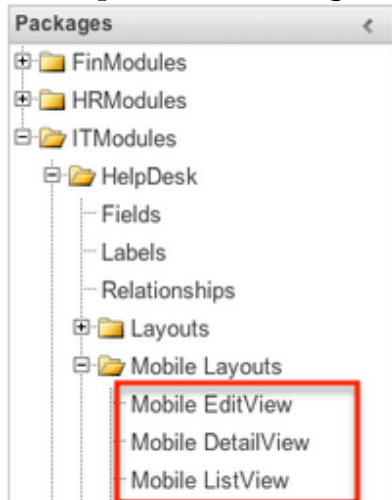 Packages
FinModules
HRModules
ITModules
HelpDesk
Fields
Labels
Relationships
Layouts
Mobile Layouts
Mobile EditView
Mobile DetailView
Mobile ListView